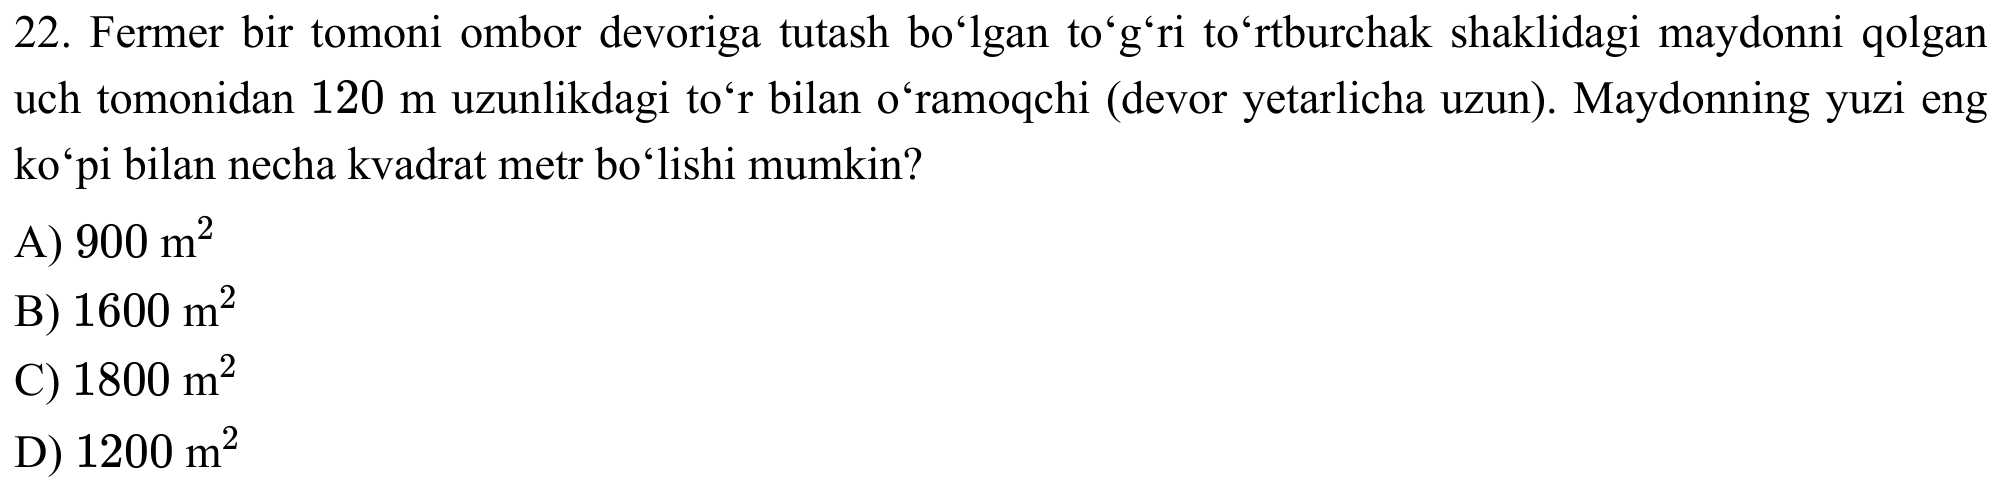 22. Fermer bir tomoni ombor devoriga tutash bo‘lgan to‘g‘ri to‘rtburchak shaklidagi maydonni qolgan
uch tomonidan 120 m uzunlikdagi to‘r bilan o‘ramoqchi (devor yetarlicha uzun). Maydonning yuzi eng
ko‘pi bilan necha kvadrat metr bo‘lishi mumkin?
A) 900 m²
B) 1600 m²
C) 1800 m²
D) 1200 m²